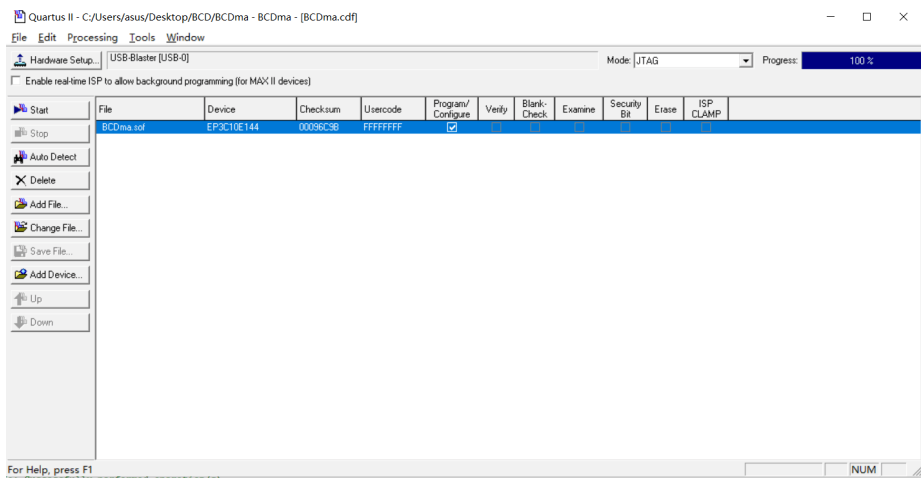 Quartus II - C:/Users/asus/Desktop/BCD/BCDma - BCDma - [BCDma.cdf]
File Edit Processing Tools Window
Hardware Setup... USB-Blaster [USB-0] Mode: JTAG Progress: 100 %
Enable real-time ISP to allow background programming (for MAX II devices)
Start
Stop
Auto Detect
Delete
Add File...
Change File...
Save File...
Add Device...
Up
Down
File Device Checksum Usercode Program/ Configure Verify Blank- Check Examine Security Bit Erase ISP CLAMP
BCDma.sof EP3C10E144 00096C9B FFFFFFFF
For Help, press F1 NUM